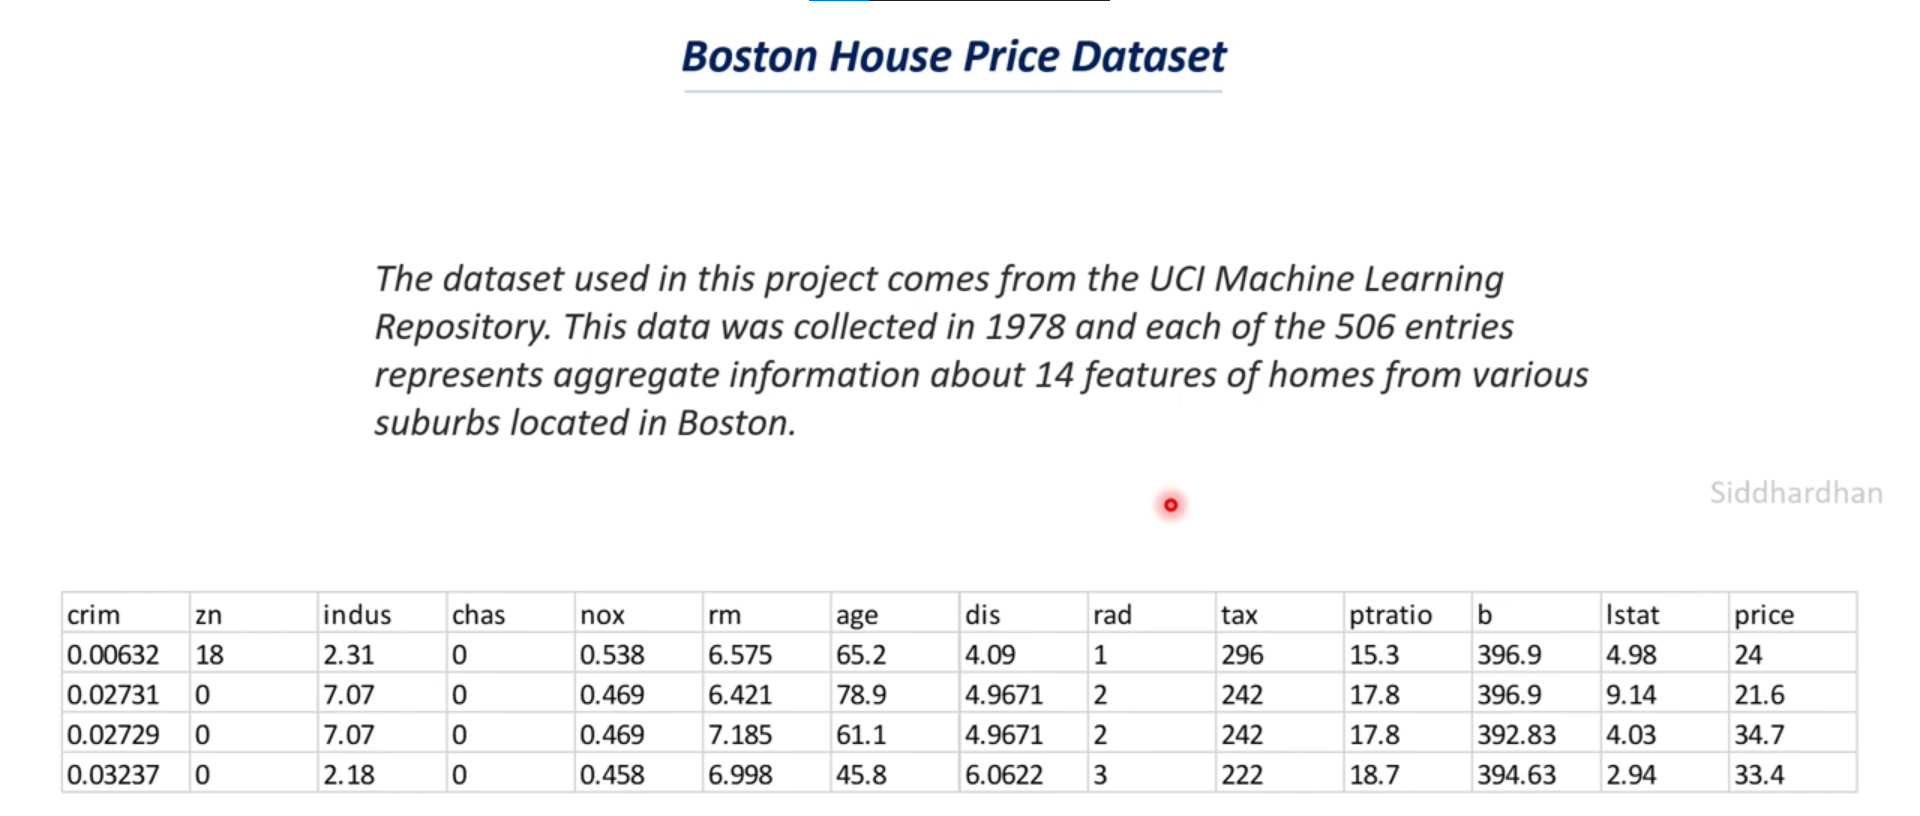 Boston House Price Dataset
The dataset used in this project comes from the UCI Machine Learning
Repository. This data was collected in 1978 and each of the 506 entries
represents aggregate information about 14 features of homes from various
suburbs located in Boston.
Siddhardhan
crim zn indus chas nox rm age dis rad tax ptratio b lstat price
0.00632 18 2.31 0 0.538 6.575 65.2 4.09 1 296 15.3 396.9 4.98 24
0.02731 0 7.07 0 0.469 6.421 78.9 4.9671 2 242 17.8 396.9 9.14 21.6
0.02729 0 7.07 0 0.469 7.185 61.1 4.9671 2 242 17.8 392.83 4.03 34.7
0.03237 0 2.18 0 0.458 6.998 45.8 6.0622 3 222 18.7 394.63 2.94 33.4